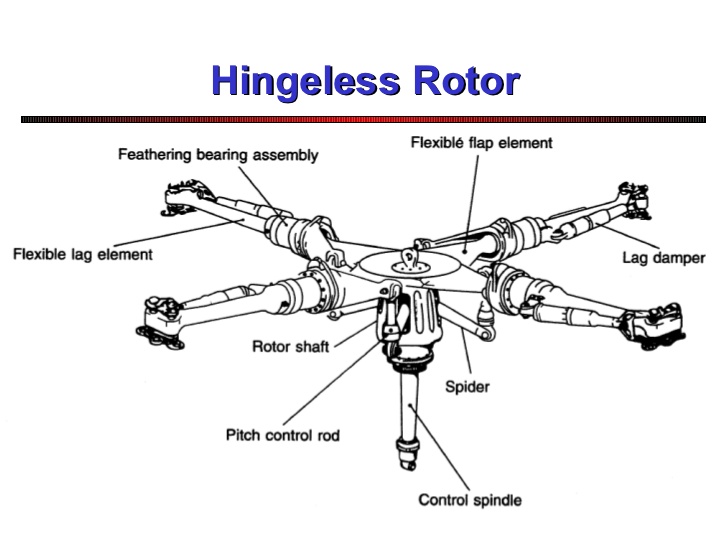 Hingeless Rotor
Flexible flap element
Feathering bearing assembly
Flexible lag element
Lag damper
Rotor shaft
Spider
Pitch control rod
Control spindle